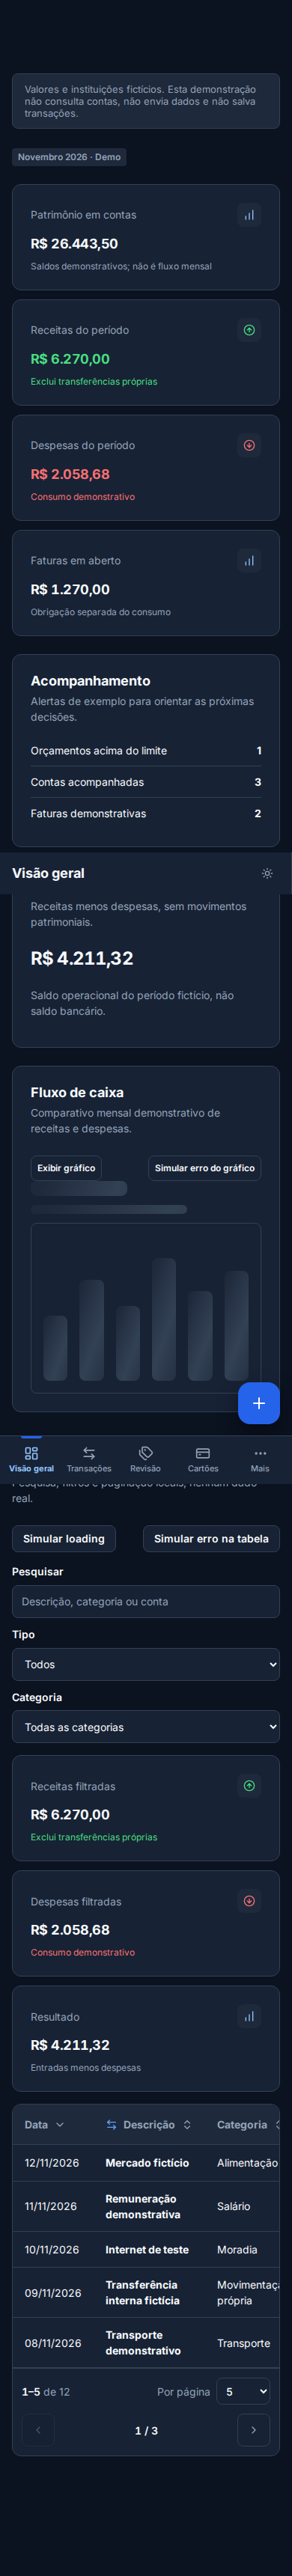 Valores e instituições fictícios. Esta demonstração
não consulta contas, não envia dados e não salva
transações.
Novembro 2026 · Demo
Patrimônio em contas
R$ 26.443,50
Saldos demonstrativos; não é fluxo mensal
Receitas do período
R$ 6.270,00
Exclui transferências próprias
Despesas do período
R$ 2.058,68
Consumo demonstrativo
Faturas em aberto
R$ 1.270,00
Obrigação separada do consumo
Acompanhamento
Alertas de exemplo para orientar as próximas
decisões.
Orçamentos acima do limite 1
Contas acompanhadas 3
Faturas demonstrativas 2
Visão geral
Receitas menos despesas, sem movimentos
patrimoniais.
R$ 4.211,32
Saldo operacional do período fictício, não
saldo bancário.
Fluxo de caixa
Comparativo mensal demonstrativo de
receitas e despesas.
Exibir gráfico Simular erro do gráfico
Visão geral Transações Revisão Cartões Mais
Pesquisa, filtros e paginação locais, nenhum dado
real.
Simular loading Simular erro na tabela
Pesquisar
Descrição, categoria ou conta
Tipo
Todos
Categoria
Todas as categorias
Receitas filtradas
R$ 6.270,00
Exclui transferências próprias
Despesas filtradas
R$ 2.058,68
Consumo demonstrativo
Resultado
R$ 4.211,32
Entradas menos despesas
Data Descrição Categoria
12/11/2026 Mercado fictício Alimentação
11/11/2026 Remuneração demonstrativa Salário
10/11/2026 Internet de teste Moradia
09/11/2026 Transferência interna fictícia Movimentaç própria
08/11/2026 Transporte demonstrativo Transporte
1–5 de 12 Por página 5
1 / 3